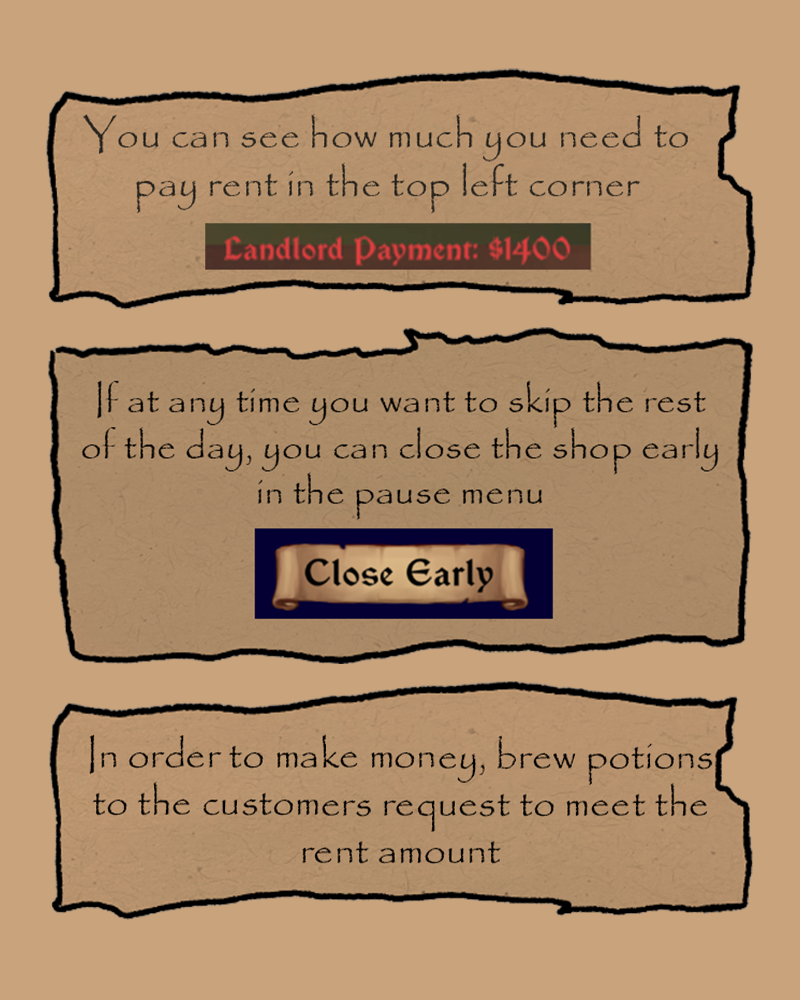 You can see how much you need to
pay rent in the top left corner
Landlord Payment: $1400
If at any time you want to skip the rest
of the day, you can close the shop early
in the pause menu
Close Early
In order to make money, brew potions
to the customers request to meet the
rent amount